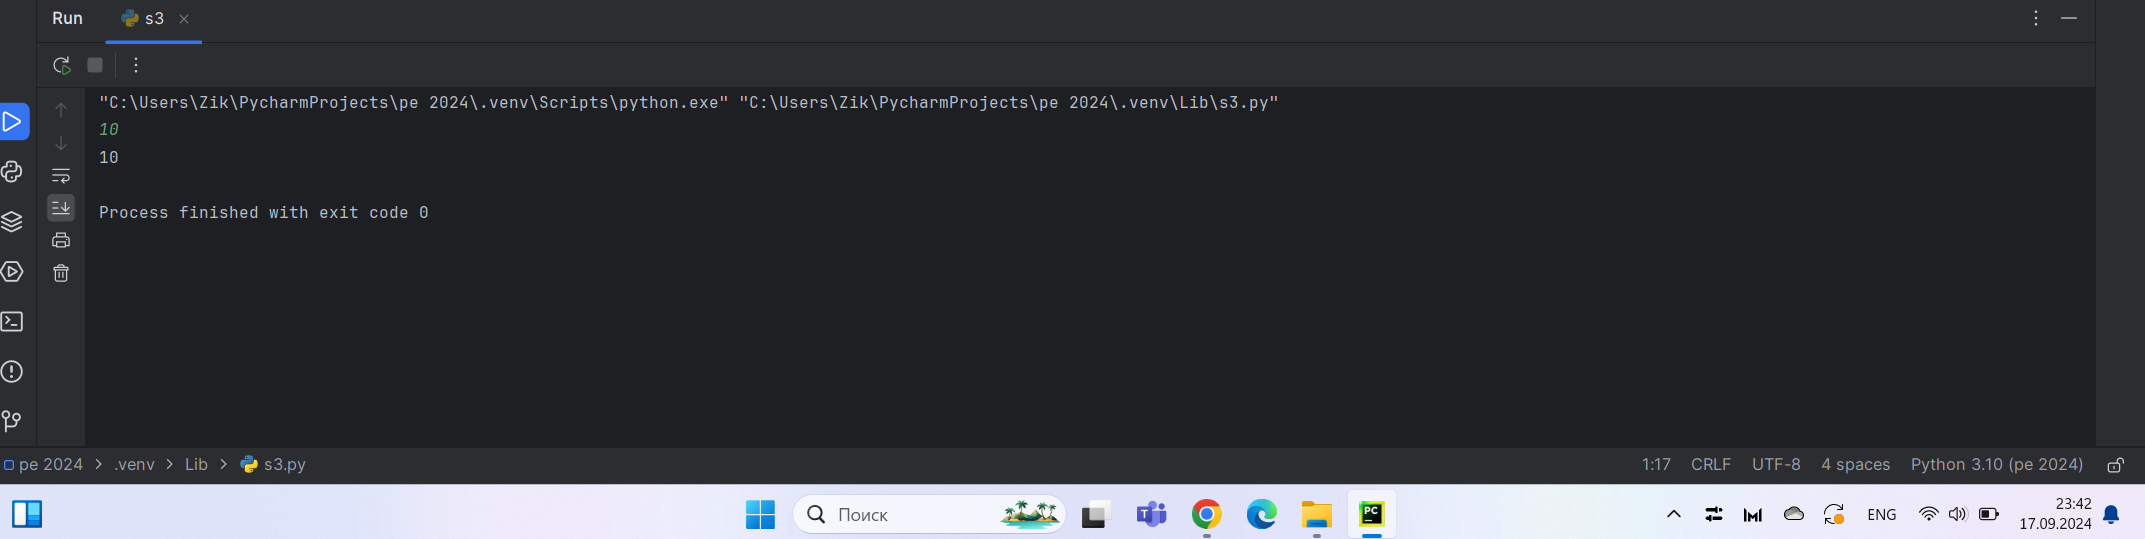 Run s3
"C:\Users\Zik\PycharmProjects\pe 2024\.venv\Scripts\python.exe" "C:\Users\Zik\PycharmProjects\pe 2024\.venv\Lib\s3.py"
10
10
Process finished with exit code 0
pe 2024 > .venv > Lib > s3.py 1:17 CRLF UTF-8 4 spaces Python 3.10 (pe 2024)
Поиск T PC ENG 23:42
17.09.2024